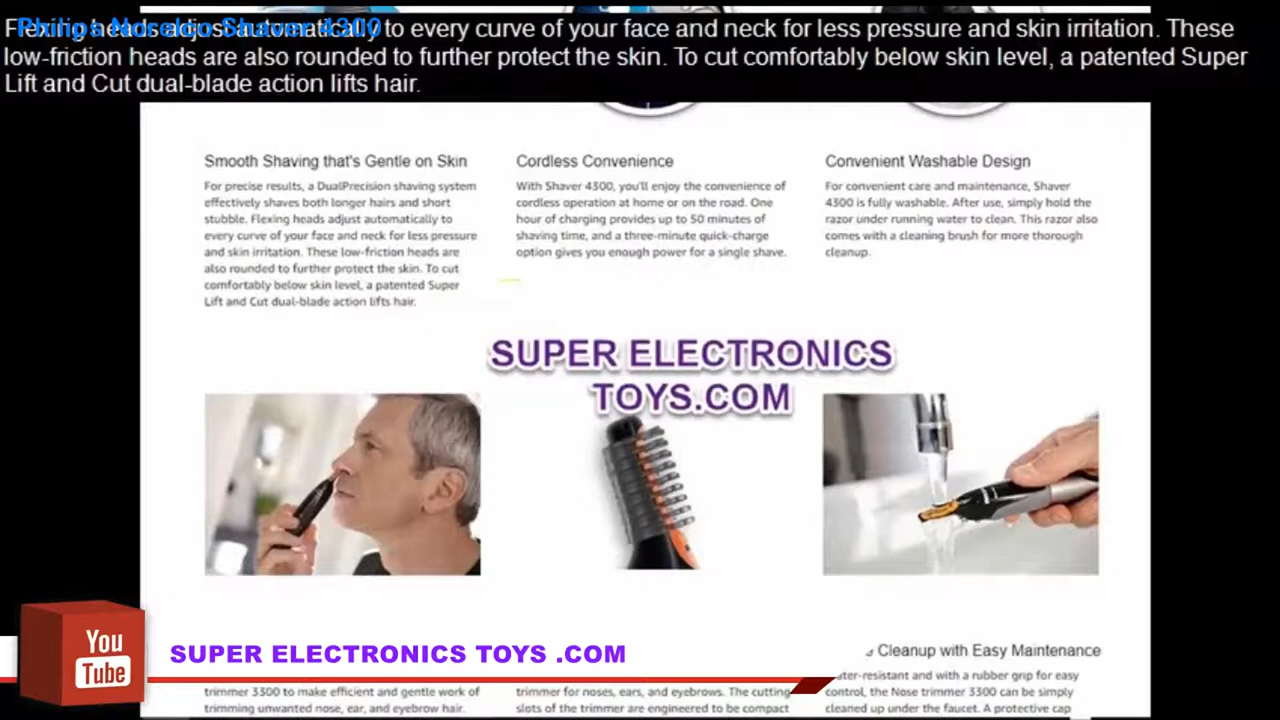 Philips Norelco Shaver 4300
Flexing heads adjust automatically to every curve of your face and neck for less pressure and skin irritation. These
low-friction heads are also rounded to further protect the skin. To cut comfortably below skin level, a patented Super
Lift and Cut dual-blade action lifts hair.
Smooth Shaving that's Gentle on Skin
For precise results, a DualPrecision shaving system
effectively shaves both longer hairs and short
stubble. Flexing heads adjust automatically to
every curve of your face and neck for less pressure
and skin irritation. These low-friction heads are
also rounded to further protect the skin. To cut
comfortably below skin level, a patented Super
Lift and Cut dual-blade action lifts hair.
Cordless Convenience
With Shaver 4300, you'll enjoy the convenience of
cordless operation at home or on the road. One
hour of charging provides up to 50 minutes of
shaving time, and a three-minute quick-charge
option gives you enough power for a single shave.
Convenient Washable Design
For convenient care and maintenance, Shaver
4300 is fully washable. After use, simply hold the
razor under running water to clean. This razor also
comes with a cleaning brush for more thorough
cleanup.
SUPER ELECTRONICS
TOYS.COM
You
Tube
SUPER ELECTRONICS TOYS .COM
trimmer 3300 to make efficient and gentle work of
trimming unwanted nose, ear, and eyebrow hair.
trimmer for noses, ears, and eyebrows. The cutting
slots of the trimmer are engineered to be compact
Cleanup with Easy Maintenance
and with a rubber grip for easy
control, the Nose trimmer 3300 can be simply
cleaned up under the faucet. A protective cap